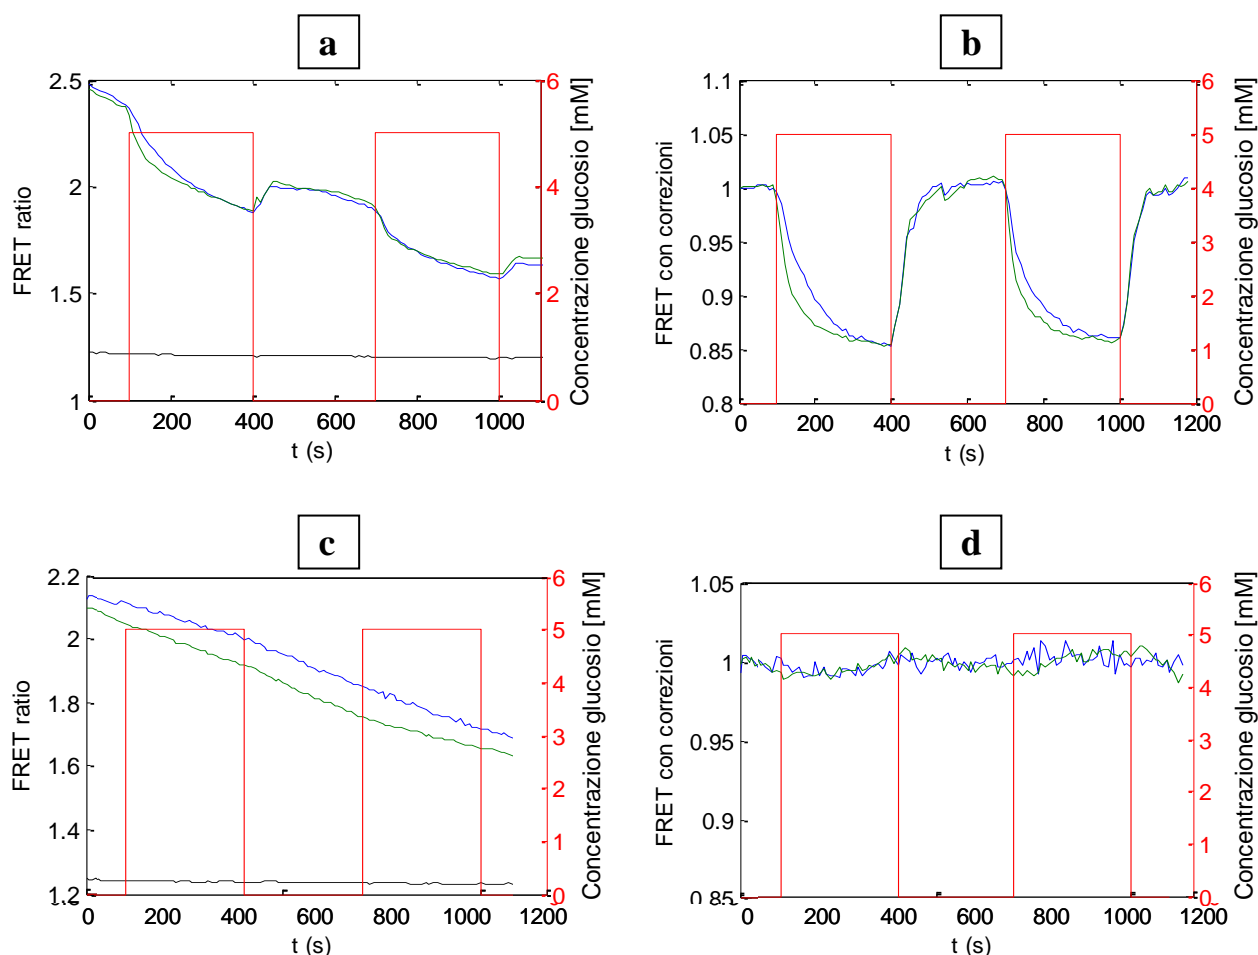 a
b
2.5
2
1.5
1
FRET ratio
6
5
4
3
2
1
0
Concentrazione glucosio [mM]
0 200 400 600 800 1000
t (s)
1.1
1.05
1
0.95
0.9
0.85
0.8
FRET con correzioni
6
5
4
3
2
1
0
Concentrazione glucosio [mM]
0 200 400 600 800 1000 1200
t (s)
c
d
2.2
2
1.8
1.6
1.4
1.2
FRET ratio
6
5
4
3
2
1
0
Concentrazione glucosio [mM]
0 200 400 600 800 1000 1200
t (s)
1.05
1
0.95
0.9
0.85
FRET con correzioni
6
5
4
3
2
1
0
Concentrazione glucosio [mM]
0 200 400 600 800 1000 1200
t (s)